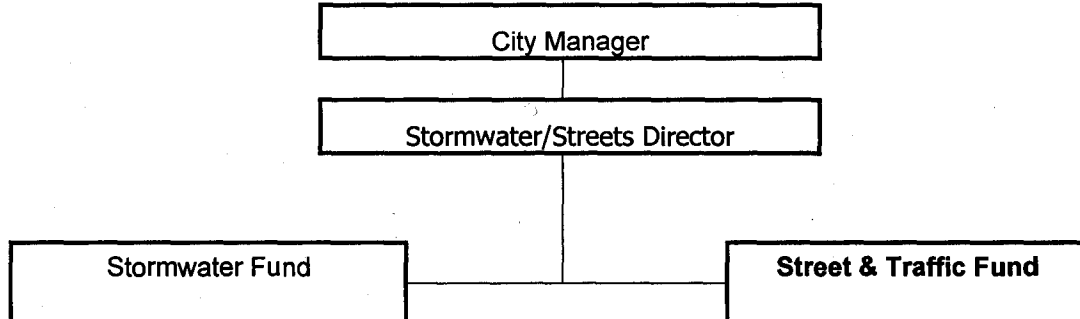 City Manager
Stormwater/Streets Director
Stormwater Fund
Street & Traffic Fund